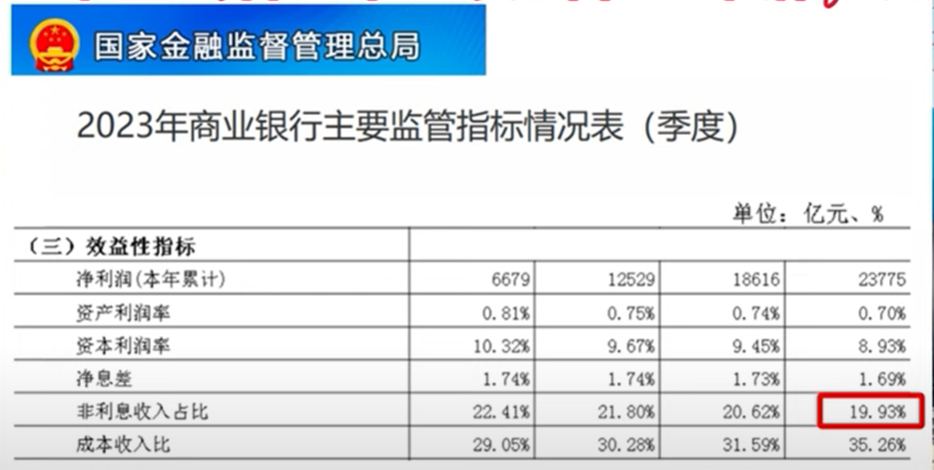 国家金融监督管理总局
2023年商业银行主要监管指标情况表（季度）
单位：亿元、%
（三）效益性指标
净利润(本年累计) 6679 12529 18616 23775
资产利润率 0.81% 0.75% 0.74% 0.70%
资本利润率 10.32% 9.67% 9.45% 8.93%
净息差 1.74% 1.74% 1.73% 1.69%
非利息收入占比 22.41% 21.80% 20.62% 19.93%
成本收入比 29.05% 30.28% 31.59% 35.26%